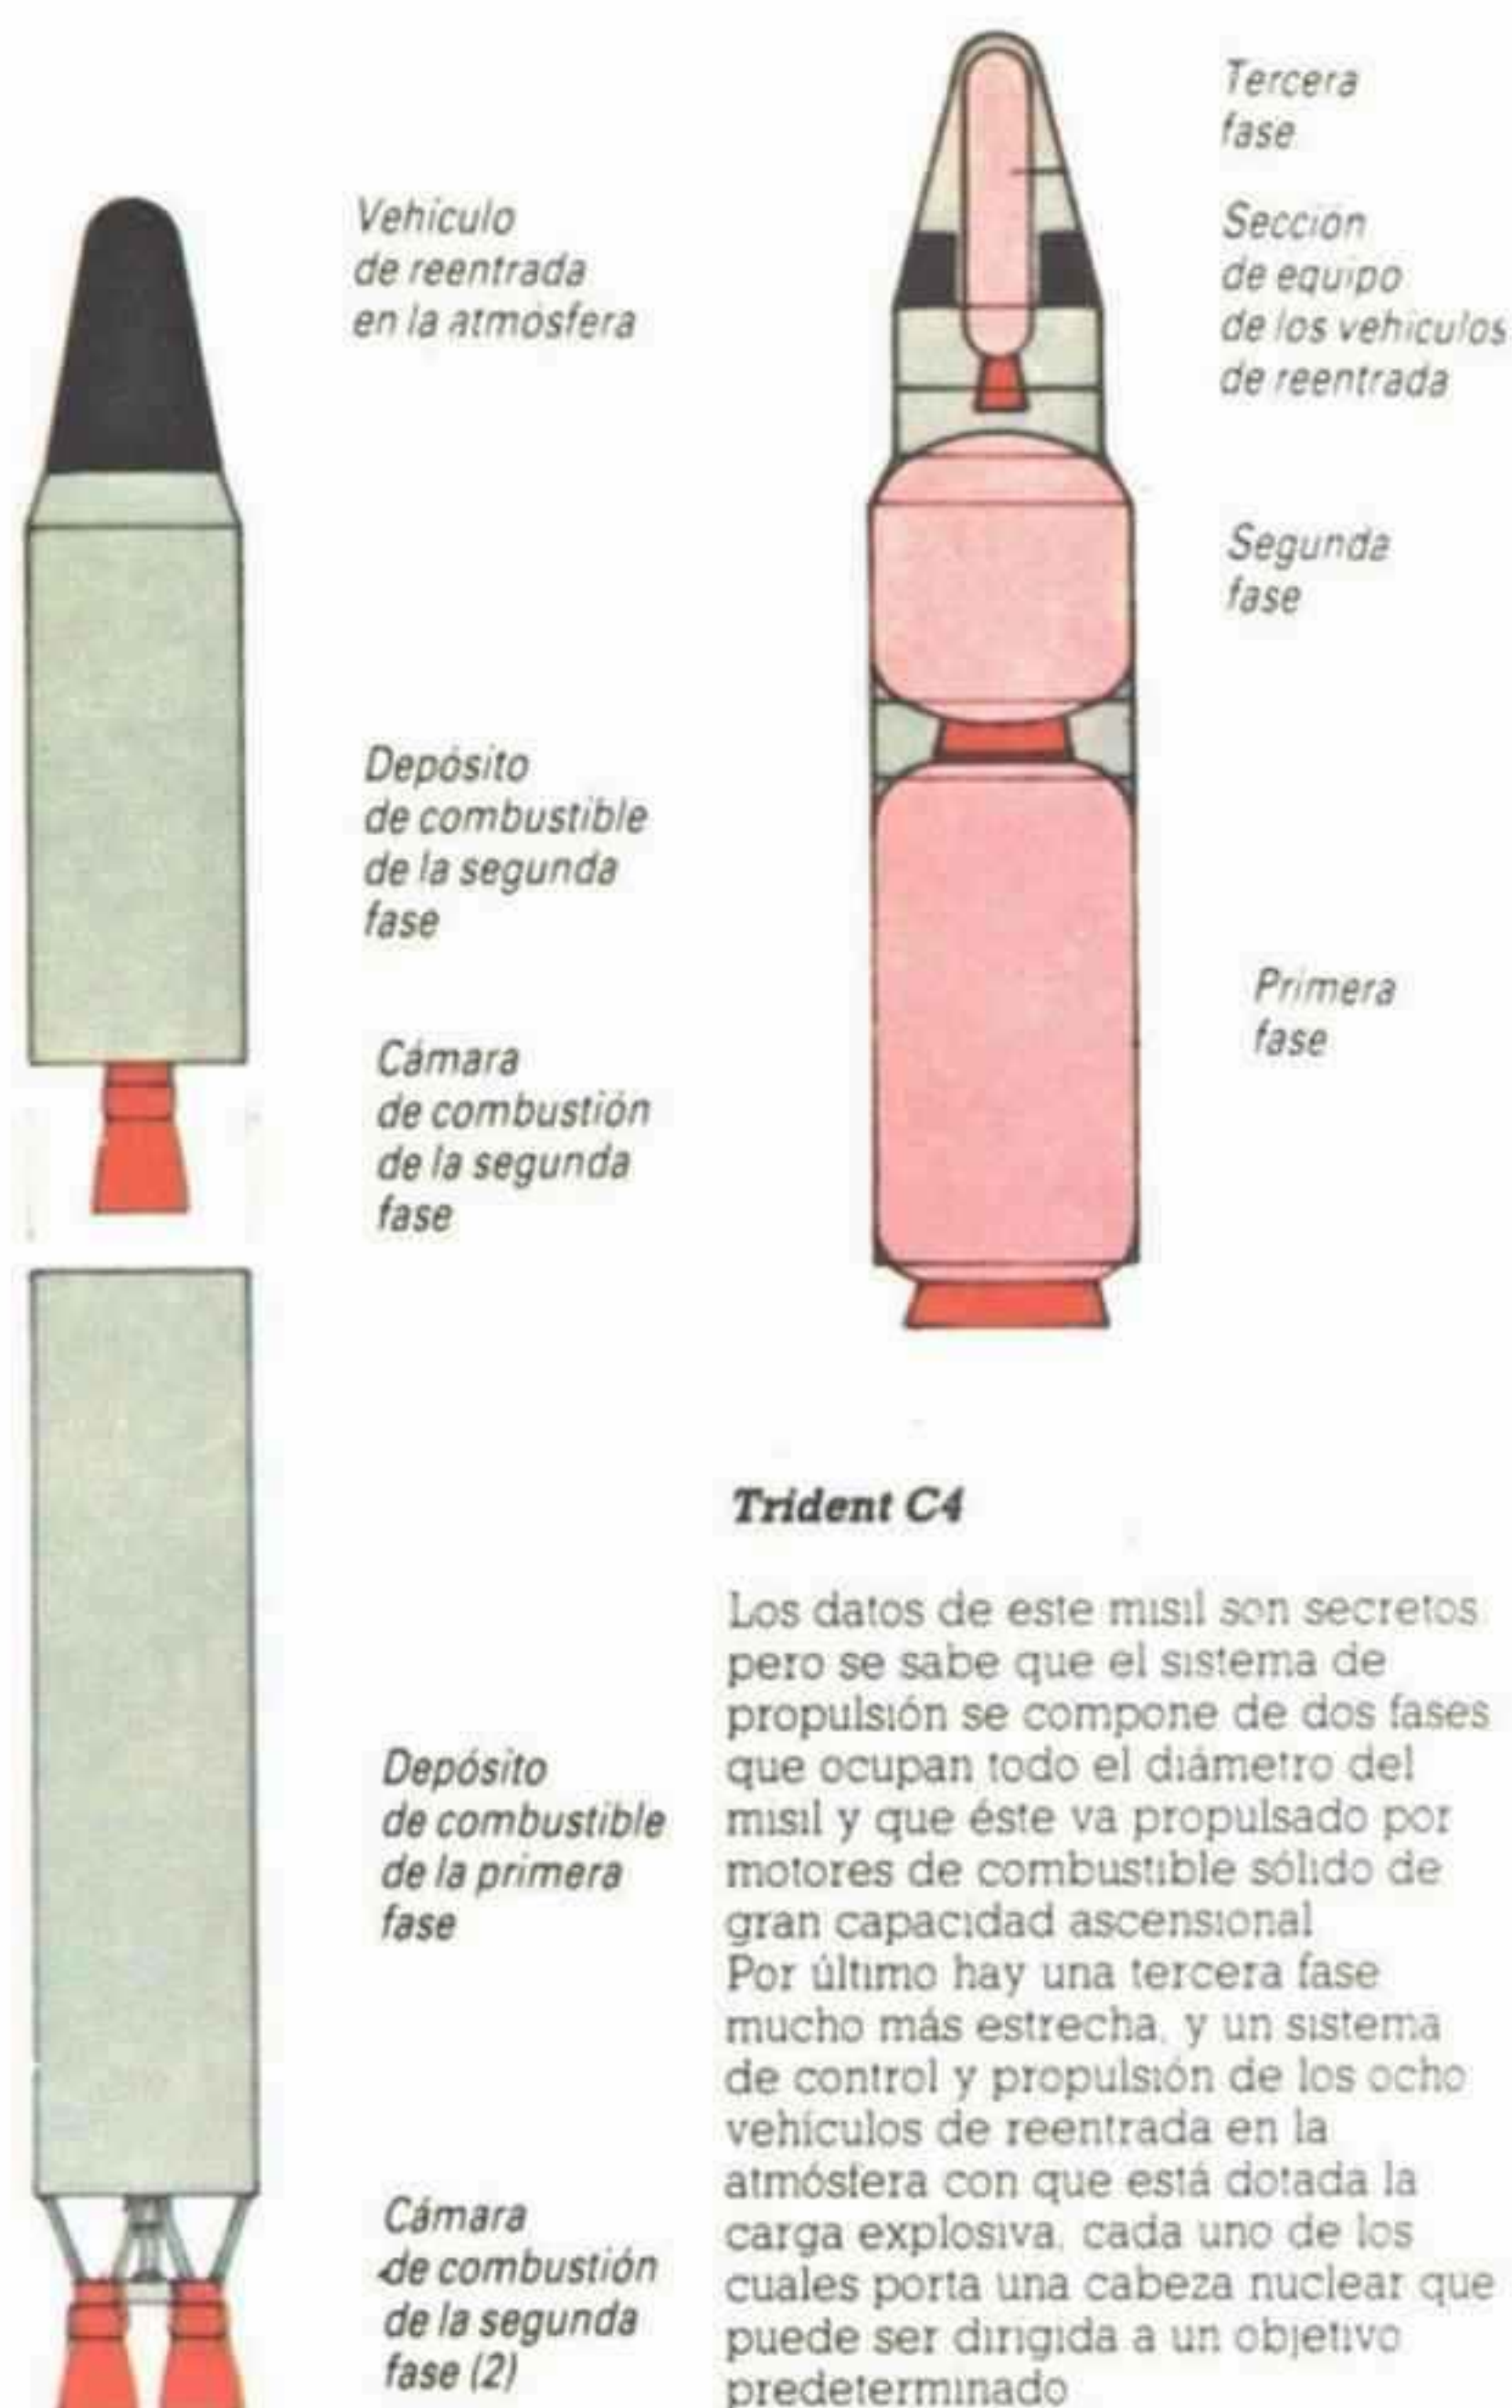 Vehículo
de reentrada
en la atmósfera
Depósito
de combustible
de la segunda
fase
Cámara
de combustión
de la segunda
fase
Depósito
de combustible
de la primera
fase
Cámara
de combustión
de la segunda
fase (2)
Tercera
fase
Sección
de equipo
de los vehículos
de reentrada
Segunda
fase
Primera
fase
Trident C4
Los datos de este misil son secretos
pero se sabe que el sistema de
propulsión se compone de dos fases
que ocupan todo el diámetro del
misil y que éste va propulsado por
motores de combustible sólido de
gran capacidad ascensional
Por último hay una tercera fase
mucho más estrecha, y un sistema
de control y propulsión de los ocho
vehículos de reentrada en la
atmósfera con que está dotada la
carga explosiva, cada uno de los
cuales porta una cabeza nuclear que
puede ser dirigida a un objetivo
predeterminado